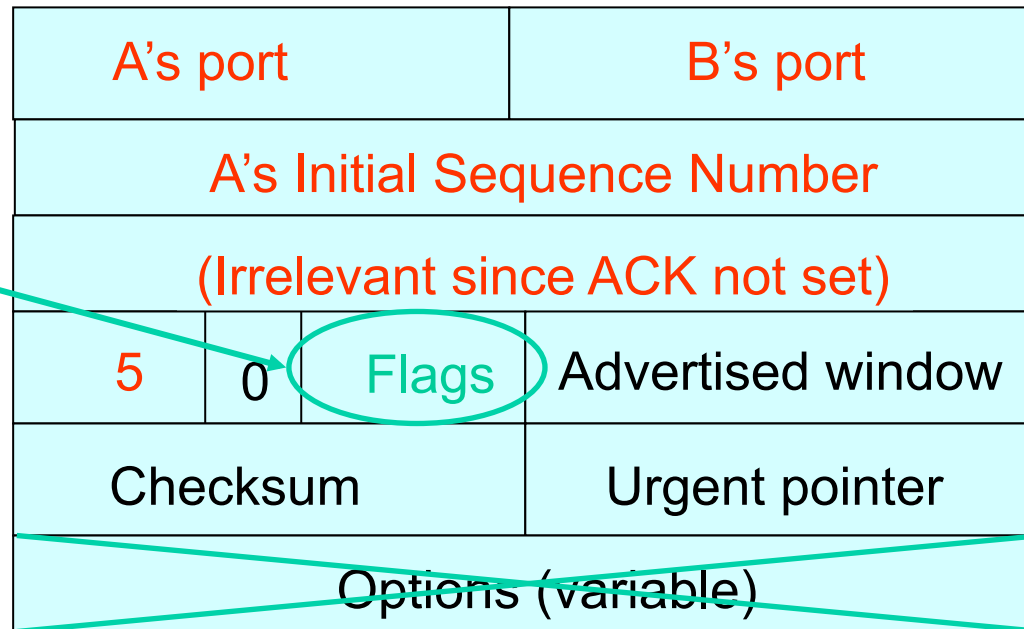 A’s port B’s port
A’s Initial Sequence Number
(Irrelevant since ACK not set)
5 0 Flags Advertised window
Checksum Urgent pointer
Options (variable)